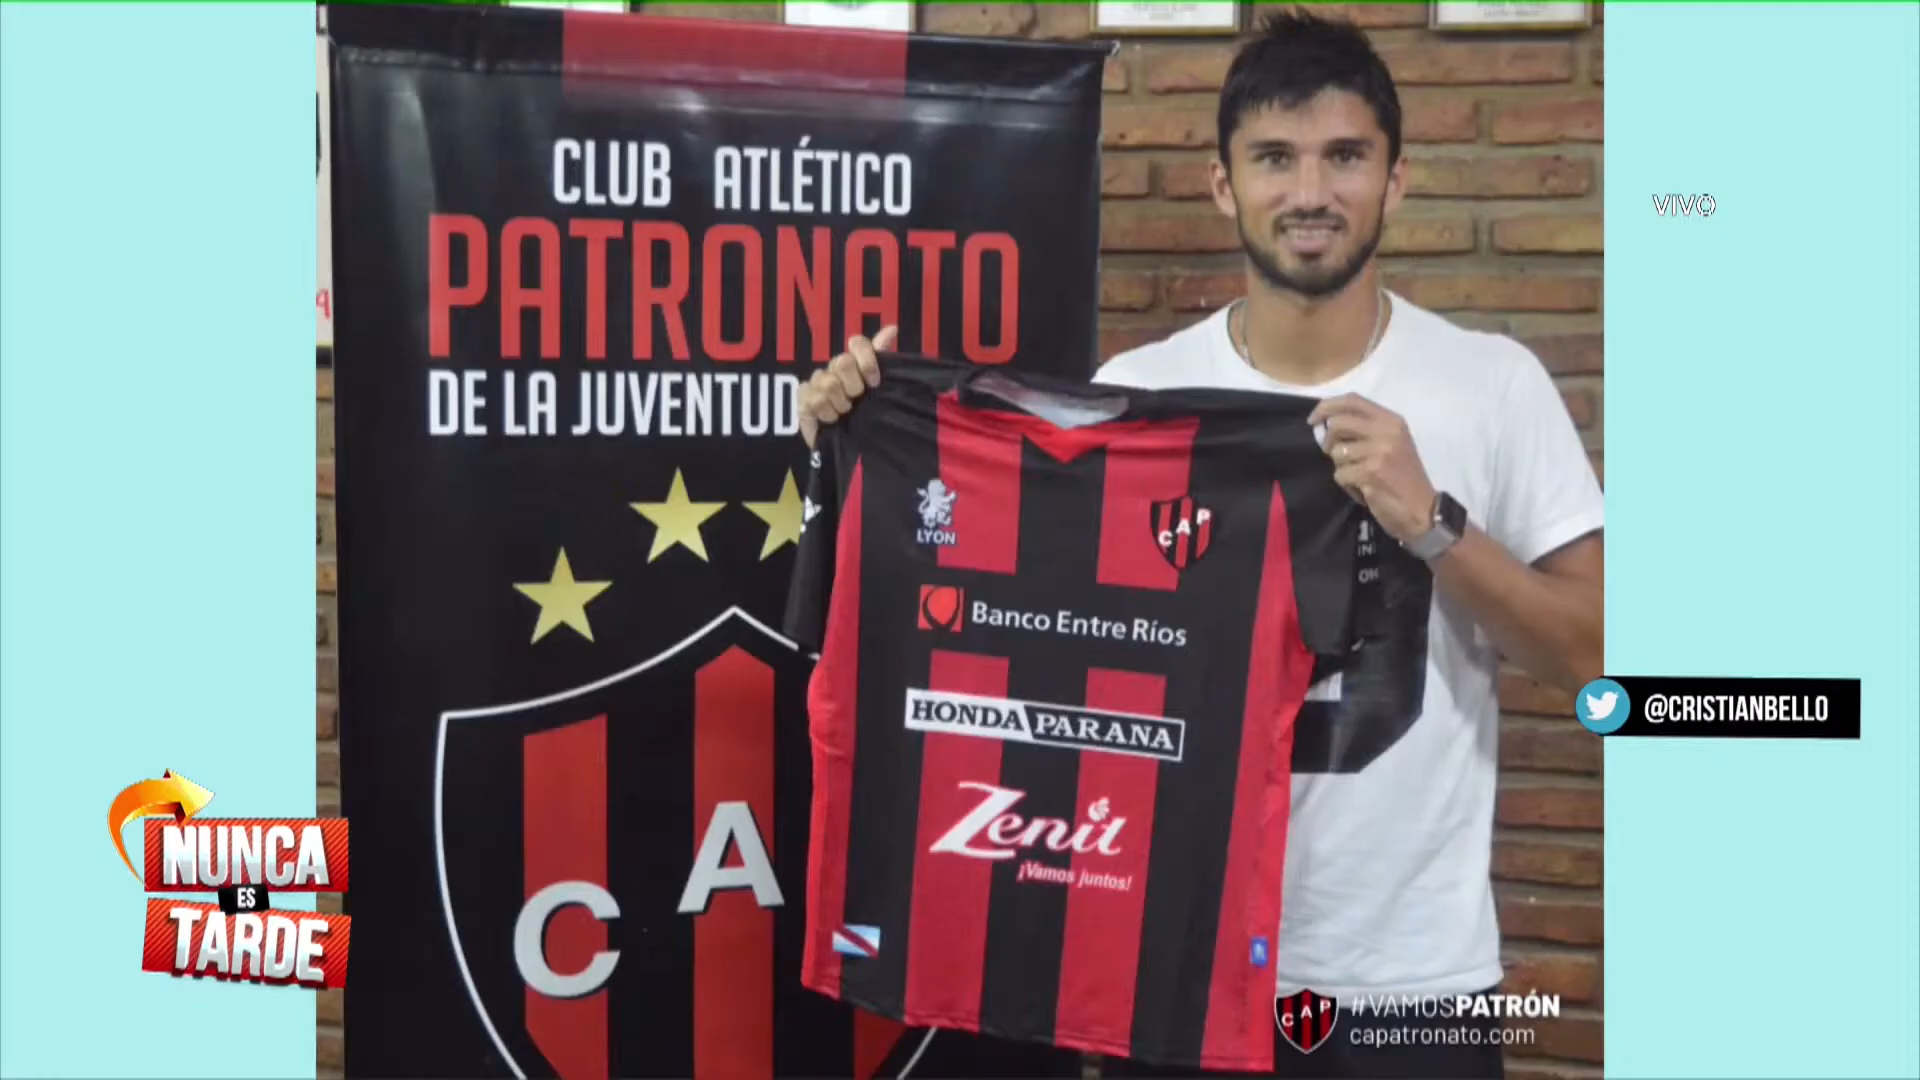 CLUB ATLÉTICO
PATRONATO
DE LA JUVENTUD
C A
LYON
CAP
Banco Entre Ríos
HONDA PARANA
Zenit
¡Vamos juntos!
VIVO
@CRISTIANBELLO
NUNCA
ES
TARDE
CAP
#VAMOSPATRÓN
capatronato.com